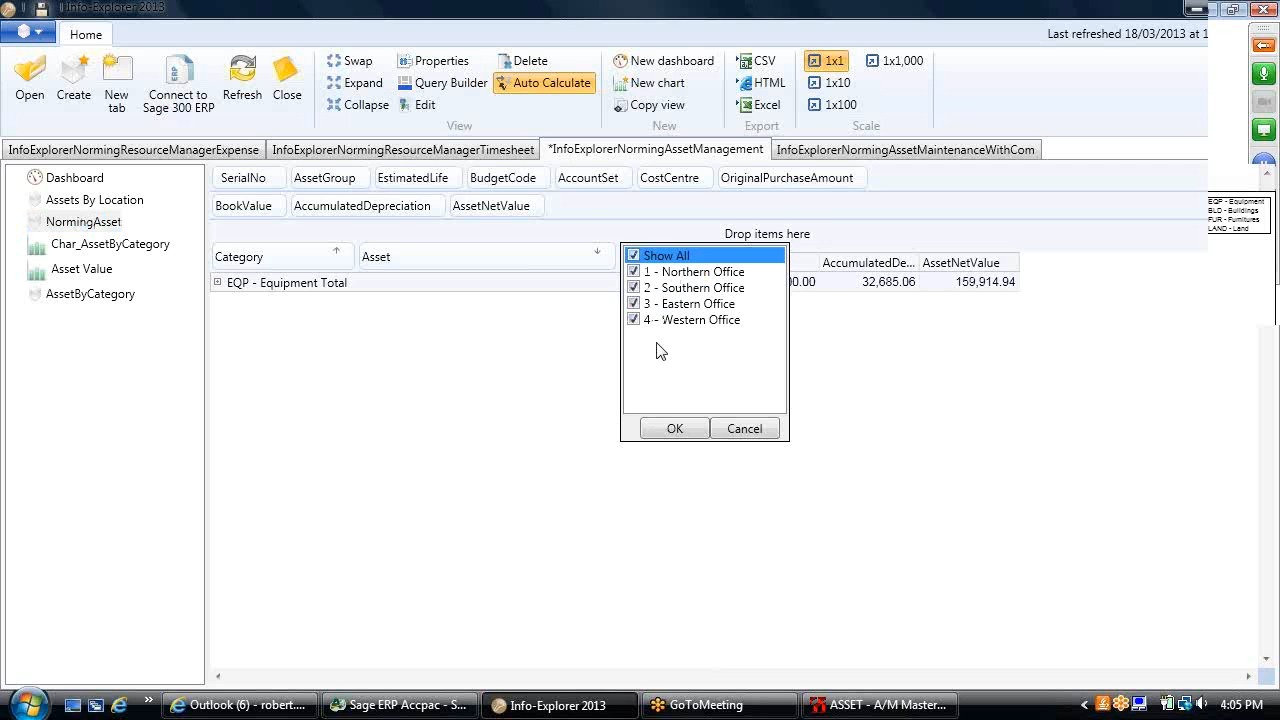 Info-Explorer 2013
Home
Last refreshed 18/03/2013 at 1
Open
Create
New tab
Connect to Sage 300 ERP
Refresh
Close
Swap
Expand
Collapse
Properties
Query Builder
Edit
Delete
Auto Calculate
View
New dashboard
New chart
Copy view
New
CSV
HTML
Excel
Export
1x1
1x10
1x100
1x1,000
Scale
InfoExplorerNormingResourceManagerExpense
InfoExplorerNormingResourceManagerTimesheet
InfoExplorerNormingAssetManagement
InfoExplorerNormingAssetMaintenanceWithCom
Dashboard
Assets By Location
NormingAsset
Char_AssetByCategory
Asset Value
AssetByCategory
SerialNo
AssetGroup
EstimatedLife
BudgetCode
AccountSet
CostCentre
OriginalPurchaseAmount
BookValue
AccumulatedDepreciation
AssetNetValue
EQP - Equipment
BLD - Buildings
FUR - Furnitures
LAND - Land
Drop items here
Category
Asset
AccumulatedDe...
AssetNetValue
EQP - Equipment Total
00.00
32,685.06
159,914.94
Show All
1 - Northern Office
2 - Southern Office
3 - Eastern Office
4 - Western Office
OK
Cancel
Outlook (6) - robert....
Sage ERP Accpac - S...
Info-Explorer 2013
GoToMeeting
ASSET - A/M Master...
4:05 PM